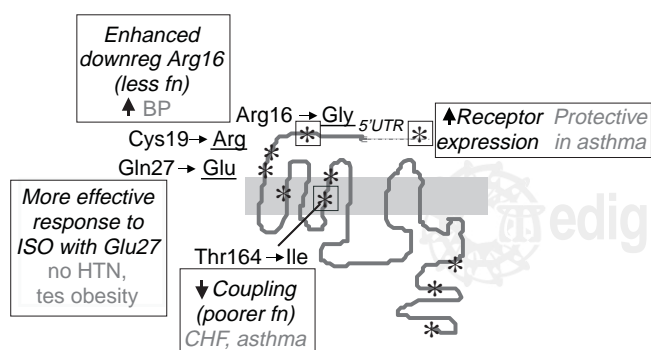 Enhanced
downreg Arg16
(less fn)
↑ BP
Arg16 → Gly
5'UTR
↑Receptor
expression
Protective
in asthma
Cys19→ Arg
Gln27 → Glu
More effective
response to
ISO with Glu27
no HTN,
tes obesity
Thr164→Ile
↓ Coupling
(poorer fn)
CHF, asthma
edig